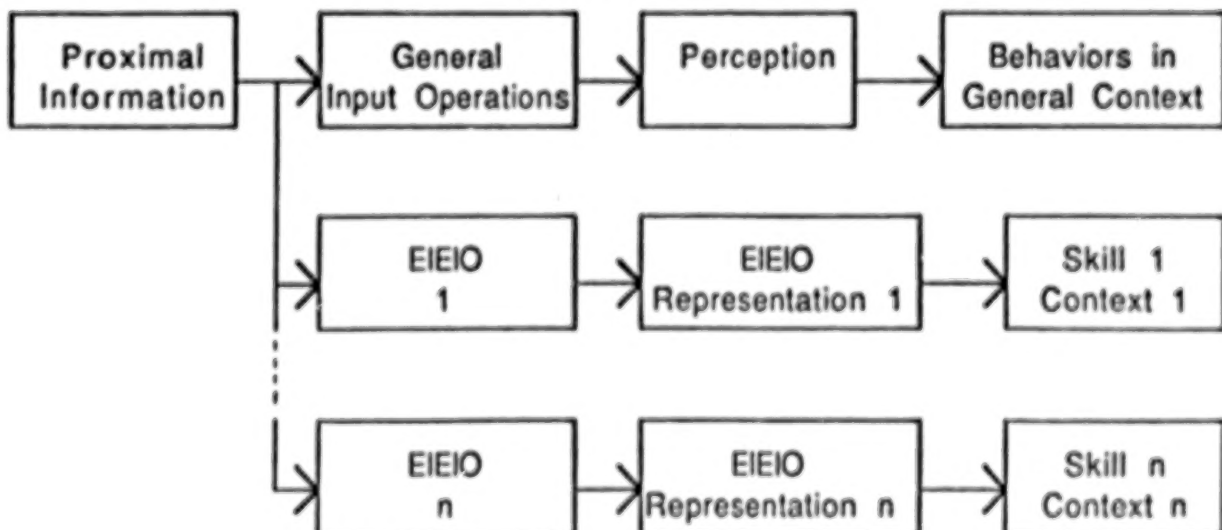 Proximal
Information
General
Input Operations
Perception
Behaviors in
General Context
EIEIO
1
EIEIO
Representation 1
Skill 1
Context 1
EIEIO
n
EIEIO
Representation n
Skill n
Context n